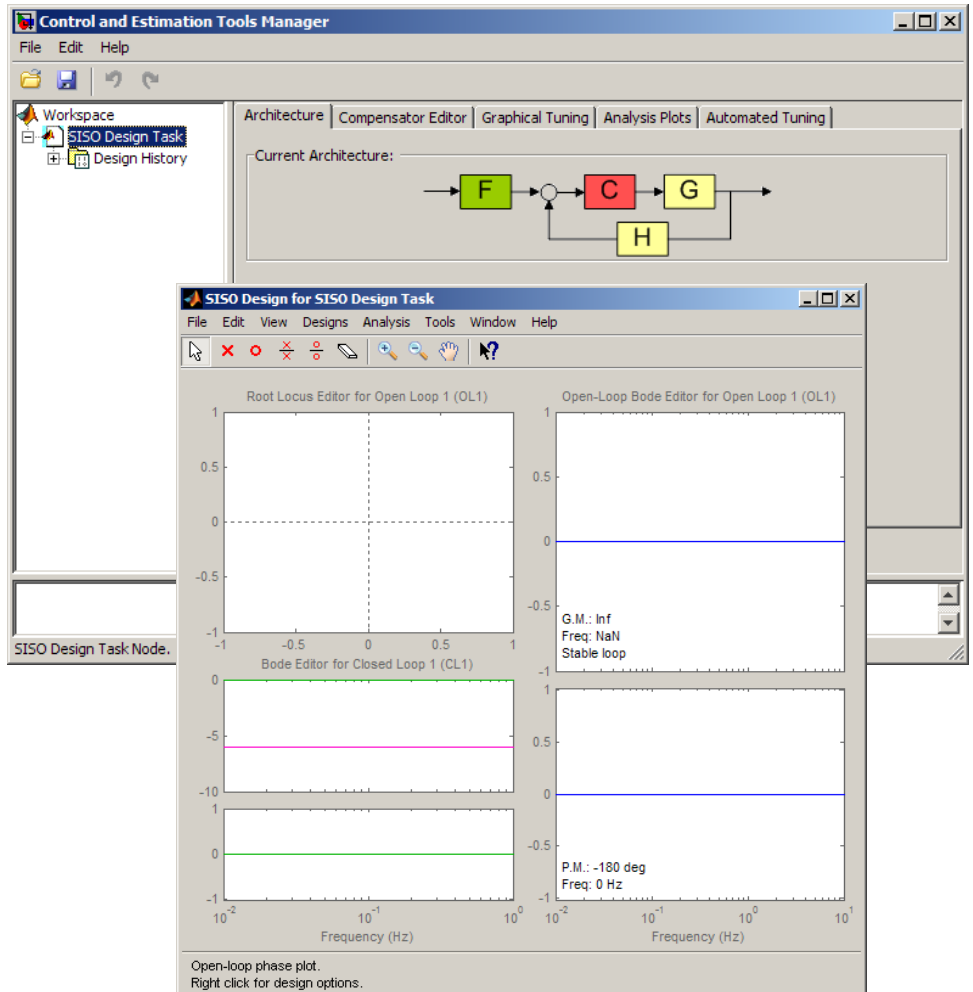 Control and Estimation Tools Manager
File Edit Help
Workspace
SISO Design Task
Design History
Architecture Compensator Editor Graphical Tuning Analysis Plots Automated Tuning
Current Architecture:
F C G
H
SISO Design Task Node.
SISO Design for SISO Design Task
File Edit View Designs Analysis Tools Window Help
Root Locus Editor for Open Loop 1 (OL1)
1
0.5
0
-0.5
-1
-1 -0.5 0 0.5 1
Bode Editor for Closed Loop 1 (CL1)
0
-5
-10
1
0
-1
10^-2 10^-1 10^0
Frequency (Hz)
Open-Loop Bode Editor for Open Loop 1 (OL1)
1
0.5
0
-0.5
-1
G.M.: Inf
Freq: NaN
Stable loop
1
0.5
0
-0.5
-1
P.M.: -180 deg
Freq: 0 Hz
10^-2 10^-1 10^0 10^1
Frequency (Hz)
Open-loop phase plot.
Right click for design options.